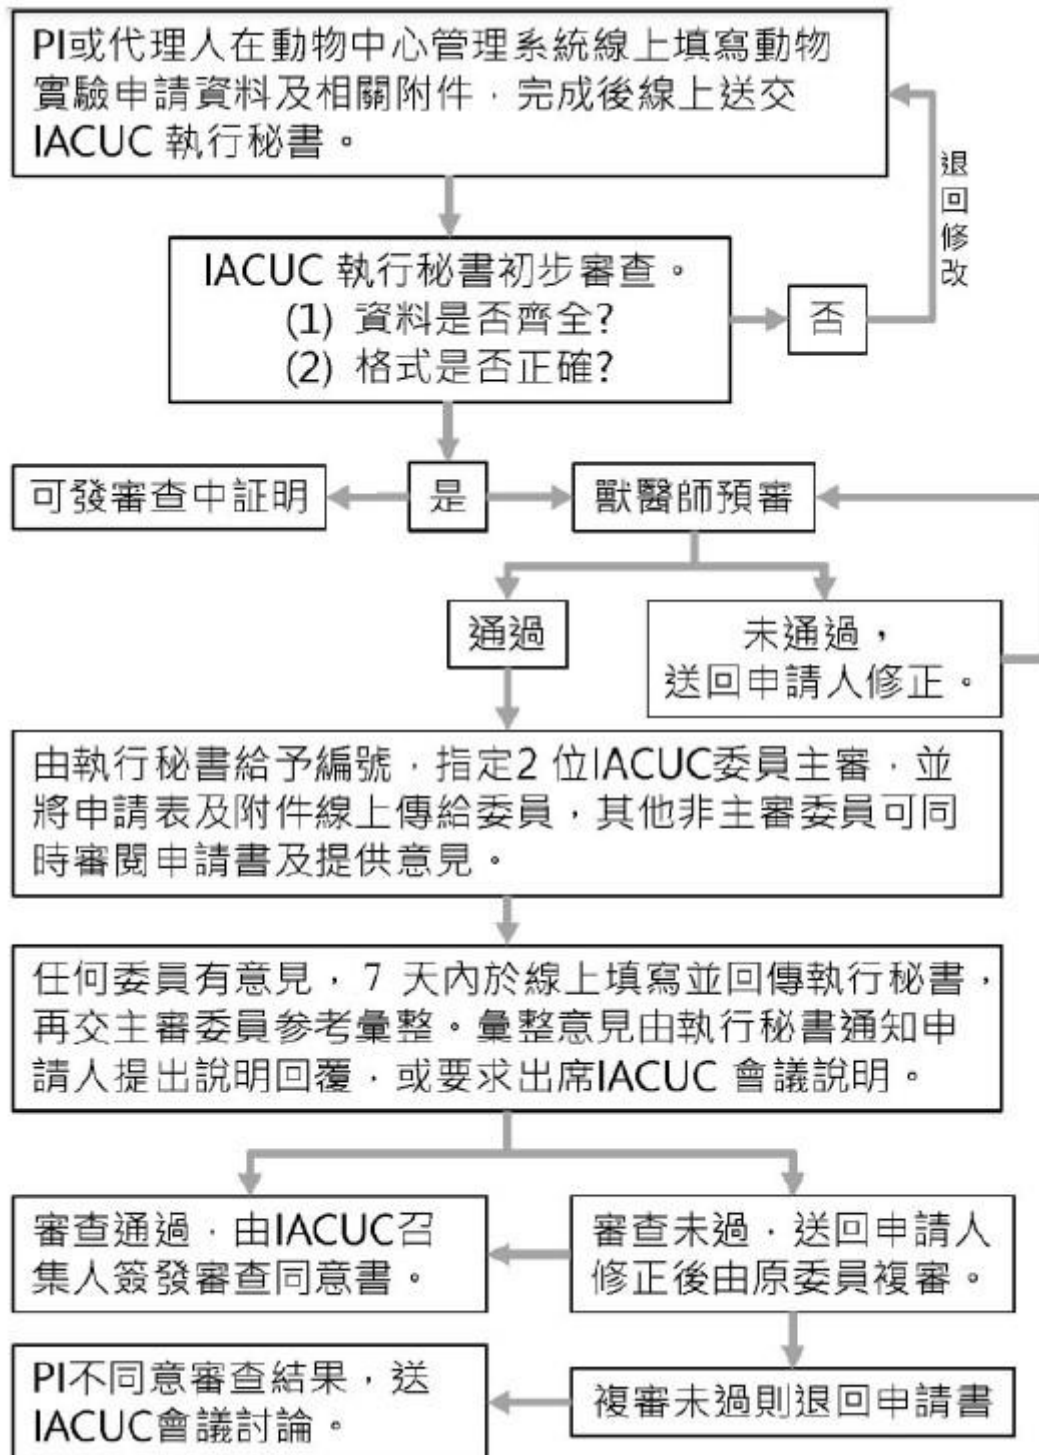 PI或代理人在動物中心管理系統線上填寫動物
實驗申請資料及相關附件，完成後線上送交
IACUC 執行秘書。
退回修改
IACUC 執行秘書初步審查。
(1) 資料是否齊全?
(2) 格式是否正確?
否
可發審查中証明
是
獸醫師預審
通過
未通過，
送回申請人修正。
由執行秘書給予編號，指定2 位IACUC委員主審，並
將申請表及附件線上傳給委員，其他非主審委員可同
時審閱申請書及提供意見。
任何委員有意見，7 天內於線上填寫並回傳執行秘書，
再交主審委員参考彙整。彙整意見由執行秘書通知申
請人提出說明回覆，或要求出席IACUC 會議說明。
審查通過，由IACUC召
集人簽發審查同意書。
審查未過，送回申請人
修正後由原委員複審。
PI不同意審查結果，送
IACUC會議討論。
複審未過則退回申請書